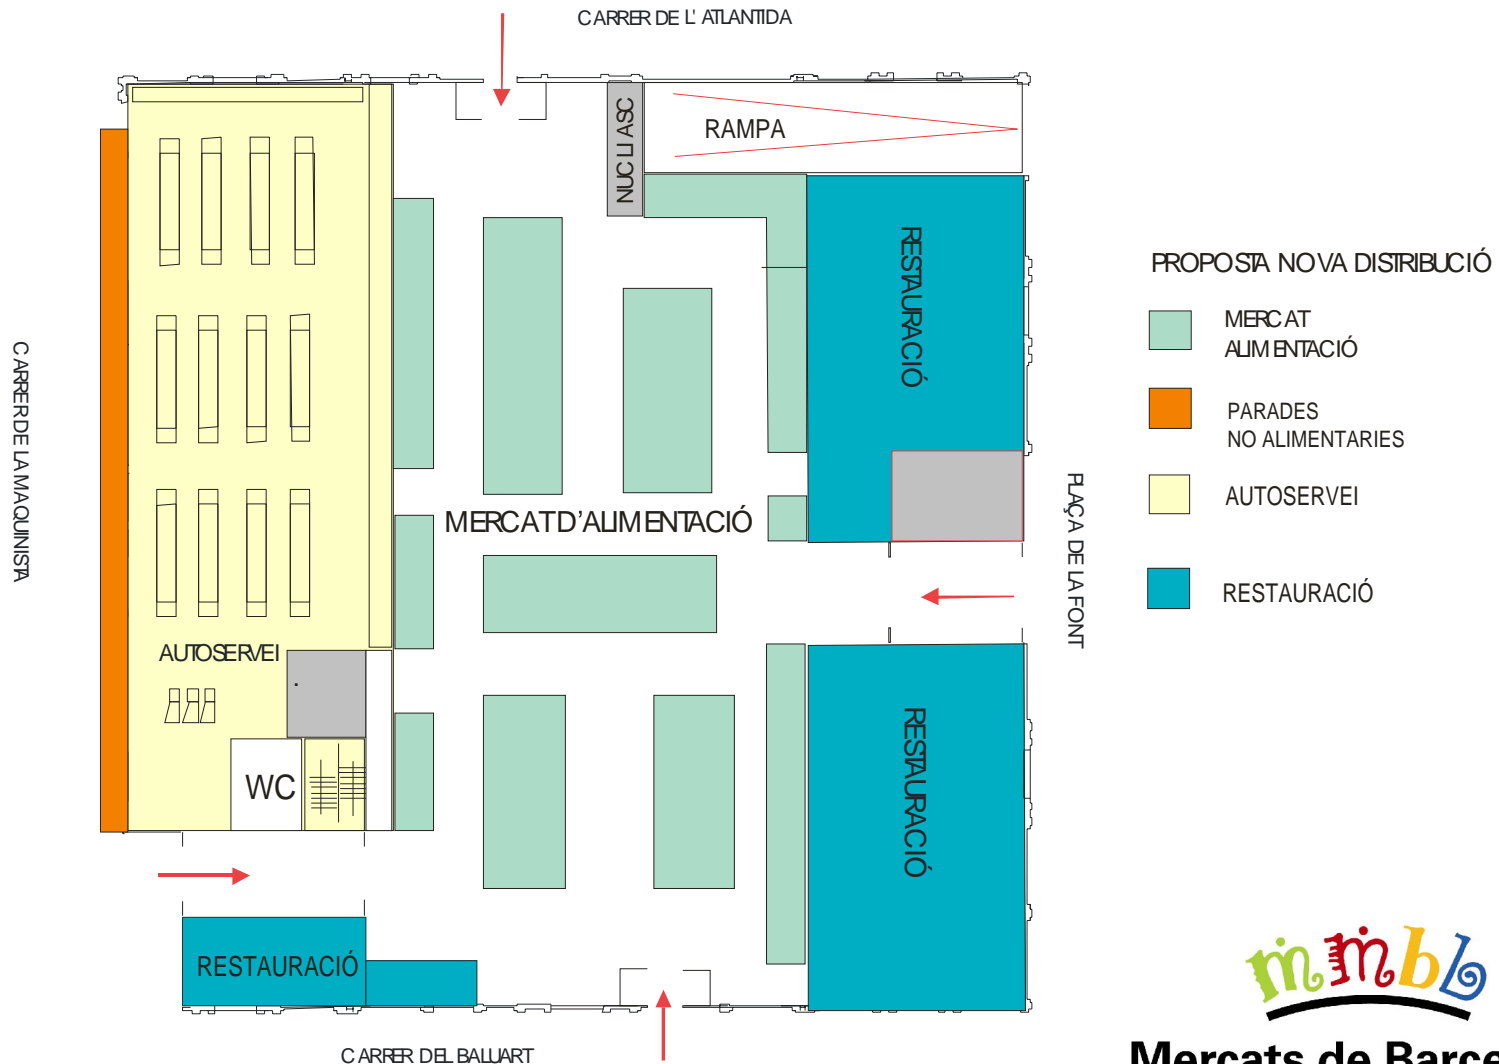 CARRER DE L' ATLANTIDA
NUCLI ASC
RAMPA
RESTAURACIÓ
PROPOSTA NOVA DISTRIBUCIÓ
MERCAT
ALIMENTACIÓ
PARADES
NO ALIMENTARIES
AUTOSERVEI
RESTAURACIÓ
CARRER DE LA MAQUINISTA
MERCAT D'ALIMENTACIÓ
PLAÇA DE LA FONT
AUTOSERVEI
WC
RESTAURACIÓ
RESTAURACIÓ
CARRER DEL BALUART
mmbb
Mercats de Barce